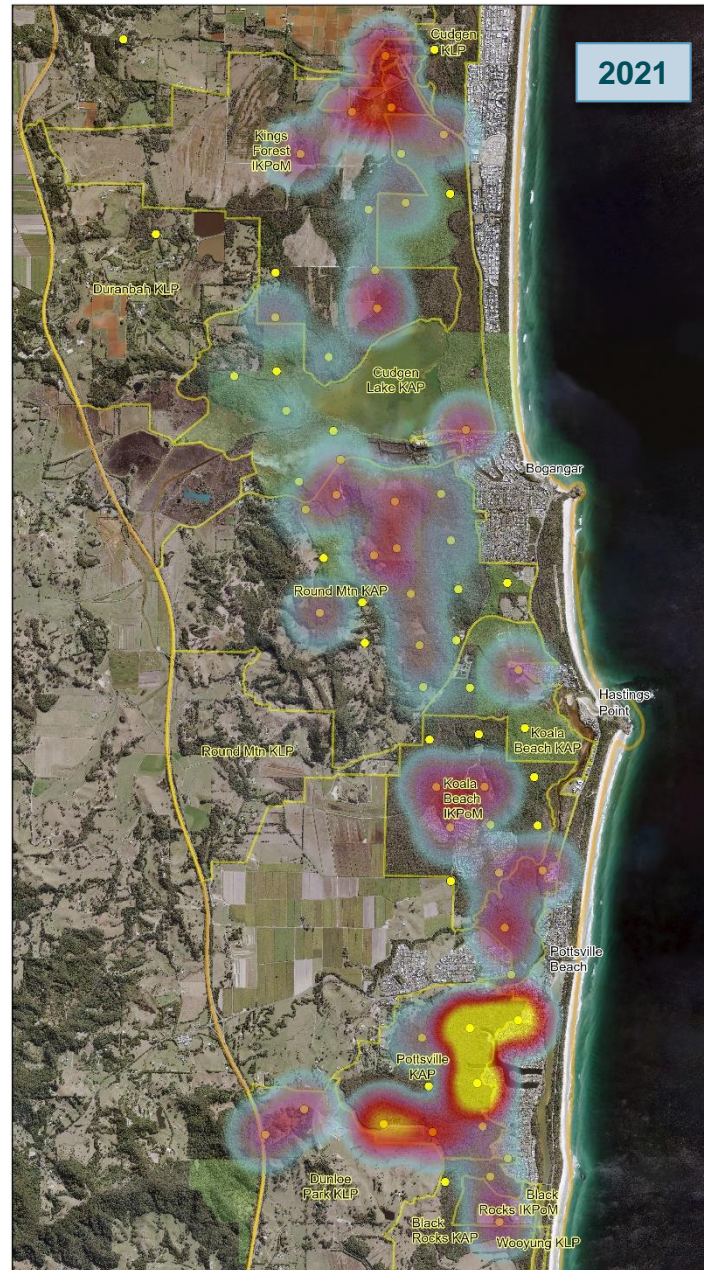 2021
Cudgen
KLP
Kings
Forest
IKPoM
Duranbah KLP
Cudgen
Lake KAP
Bogangar
Round Mtn KAP
Hastings
Point
Koala
Beach KAP
Round Mtn KLP
Koala
Beach
IKPoM
Pottsville
Beach
Pottsville
KAP
Dunloe
Park KLP
Black
Rocks IKPoM
Black
Rocks KAP
Wooyung KLP